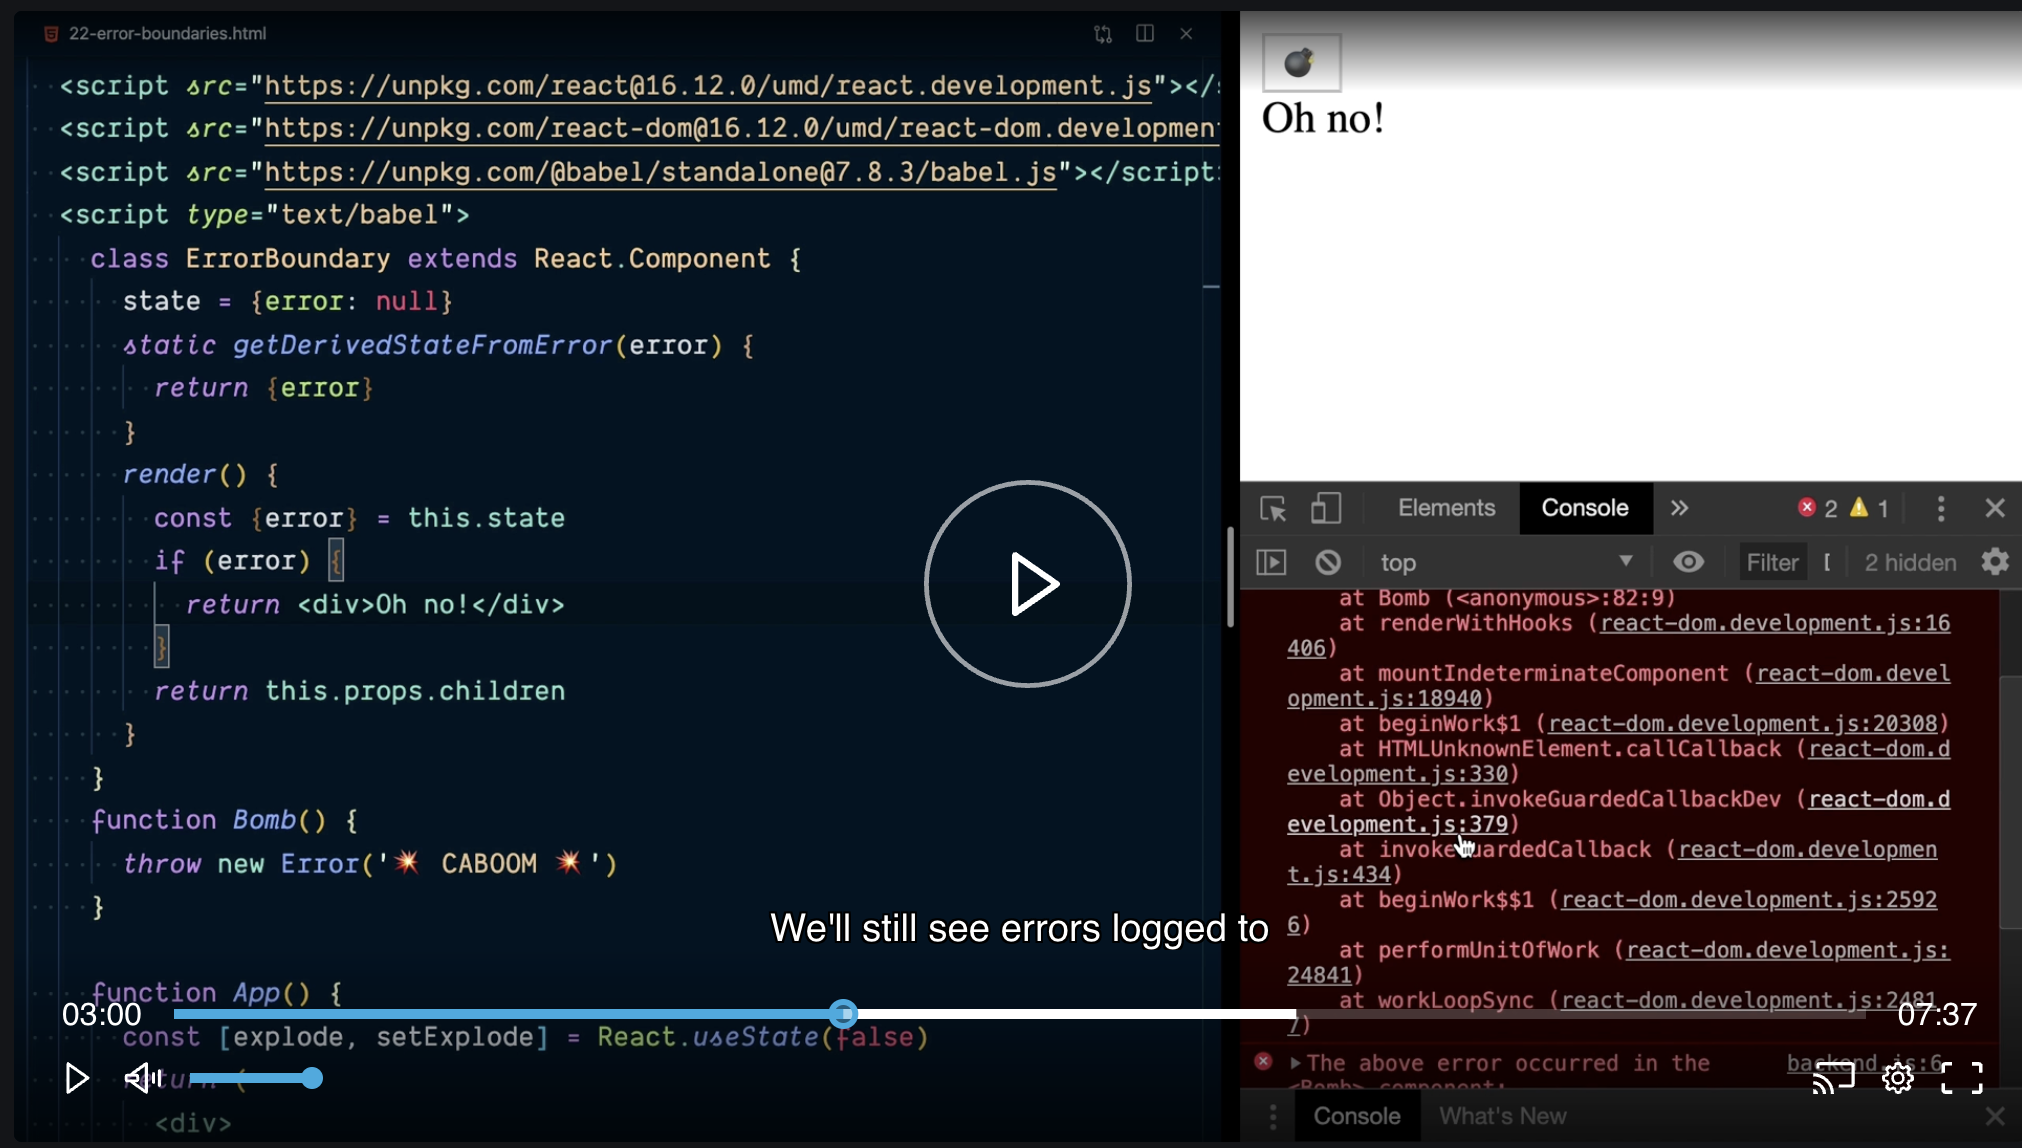 22-error-boundaries.html
<script src="https://unpkg.com/react@16.12.0/umd/react.development.js"></s
<script src="https://unpkg.com/react-dom@16.12.0/umd/react-dom.development
<script src="https://unpkg.com/@babel/standalone@7.8.3/babel.js"></script>
<script type="text/babel">
class ErrorBoundary extends React.Component {
state = {error: null}
static getDerivedStateFromError(error) {
return {error}
}
render() {
const {error} = this.state
if (error) {
return <div>Oh no!</div>
}
return this.props.children
}
}
function Bomb() {
throw new Error('💥 CABOOM 💥')
}
function App() {
const [explode, setExplode] = React.useState(false)
return (
<div>
We'll still see errors logged to
03:00
07:37
Oh no!
Elements
Console
2
1
top
Filter
[
2 hidden
at Bomb (<anonymous>:82:9)
at renderWithHooks (react-dom.development.js:16
406)
at mountIndeterminateComponent (react-dom.devel
opment.js:18940)
at beginWork$1 (react-dom.development.js:20308)
at HTMLUnknownElement.callCallback (react-dom.d
evelopment.js:330)
at Object.invokeGuardedCallbackDev (react-dom.d
evelopment.js:379)
at invokeGuardedCallback (react-dom.developmen
t.js:434)
at beginWork$$1 (react-dom.development.js:2592
6)
at performUnitOfWork (react-dom.development.js:
24841)
at workLoopSync (react-dom.development.js:2481
7)
The above error occurred in the
backend.js:6
<Bomb> component:
Console
What's New